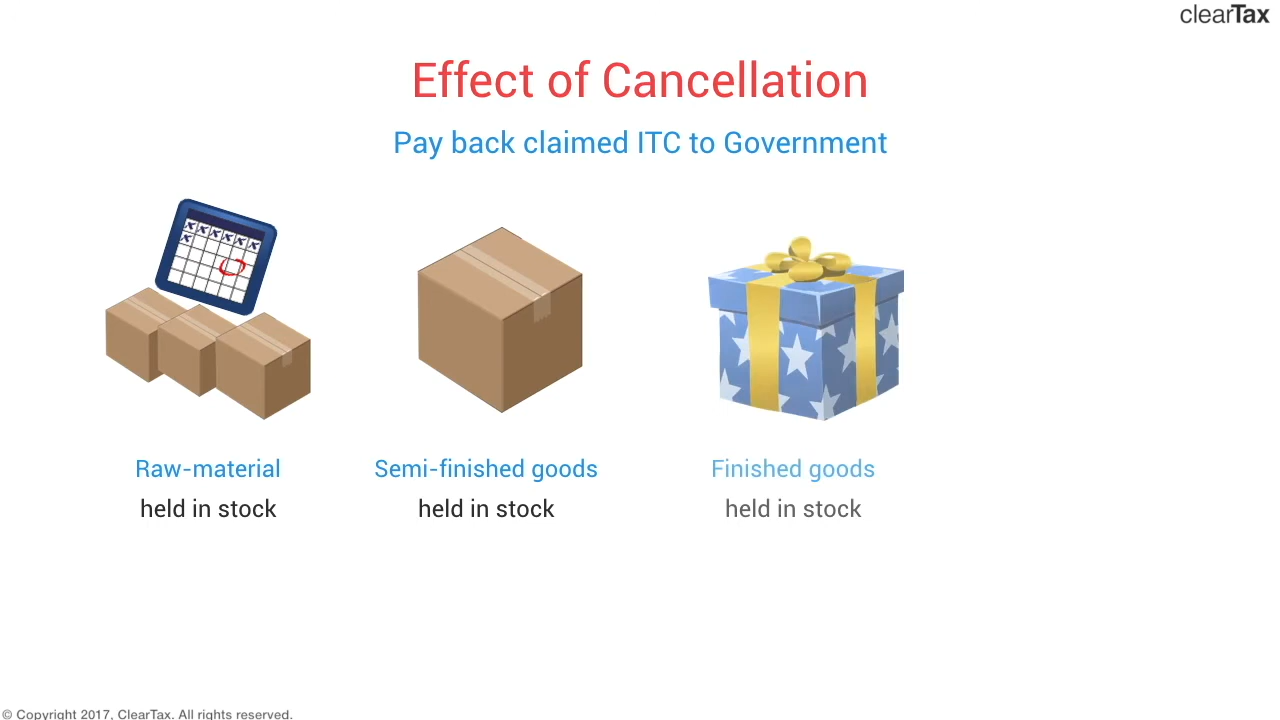 clearTax
Effect of Cancellation
Pay back claimed ITC to Government
Raw-material
held in stock
Semi-finished goods
held in stock
Finished goods
held in stock
© Copyright 2017, ClearTax. All rights reserved.